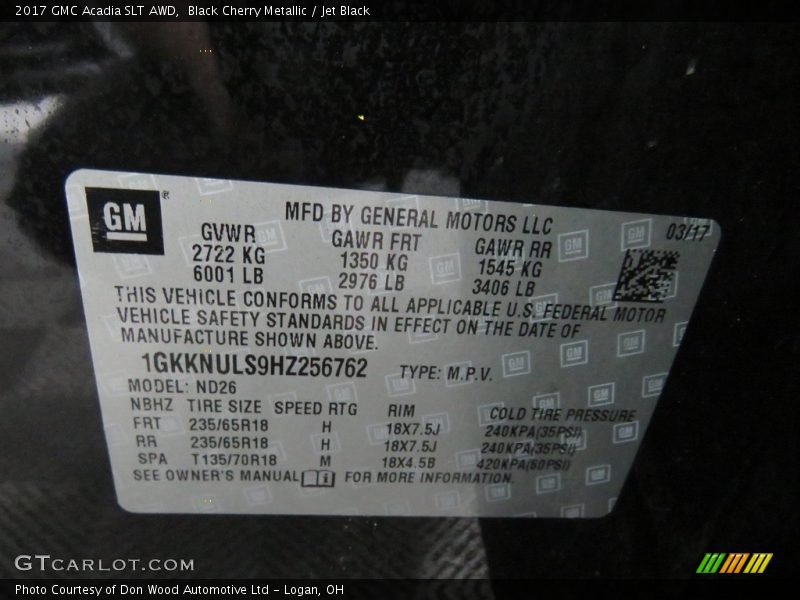 2017 GMC Acadia SLT AWD, Black Cherry Metallic / Jet Black
GM
MFD BY GENERAL MOTORS LLC
03/17
GVWR GAWR FRT GAWR RR
2722 KG 1350 KG 1545 KG
6001 LB 2976 LB 3406 LB
THIS VEHICLE CONFORMS TO ALL APPLICABLE U.S. FEDERAL MOTOR
VEHICLE SAFETY STANDARDS IN EFFECT ON THE DATE OF
MANUFACTURE SHOWN ABOVE.
1GKKNULS9HZ256762 TYPE: M.P.V.
MODEL: ND26
NBHZ TIRE SIZE SPEED RTG RIM COLD TIRE PRESSURE
FRT 235/65R18 H 18X7.5J 240KPA(35PSI)
RR 235/65R18 H 18X7.5J 240KPA(35PSI)
SPA T135/70R18 M 18X4.5B 420KPA(60PSI)
SEE OWNER'S MANUAL FOR MORE INFORMATION.
GTCARLOT.COM
Photo Courtesy of Don Wood Automotive Ltd - Logan, OH